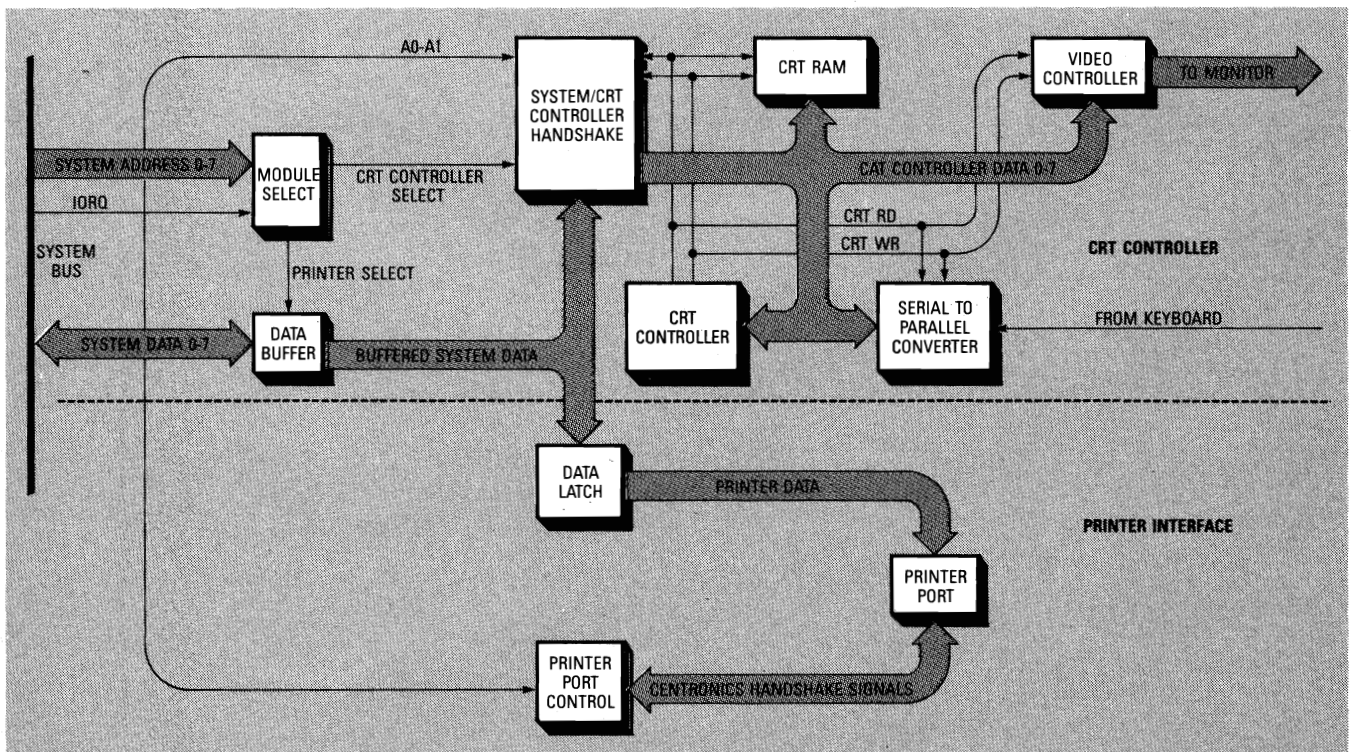 A0-A1
SYSTEM/CRT
CONTROLLER
HANDSHAKE
CRT RAM
VIDEO
CONTROLLER
TO MONITOR
SYSTEM ADDRESS 0-7
MODULE
SELECT
CRT CONTROLLER
SELECT
CAT CONTROLLER DATA 0-7
IORQ
CRT RD
CRT WR
CRT CONTROLLER
SYSTEM
BUS
PRINTER SELECT
SYSTEM DATA 0-7
DATA
BUFFER
BUFFERED SYSTEM DATA
CRT
CONTROLLER
SERIAL TO
PARALLEL
CONVERTER
FROM KEYBOARD
DATA
LATCH
PRINTER DATA
PRINTER INTERFACE
PRINTER
PORT
PRINTER
PORT
CONTROL
CENTRONICS HANDSHAKE SIGNALS